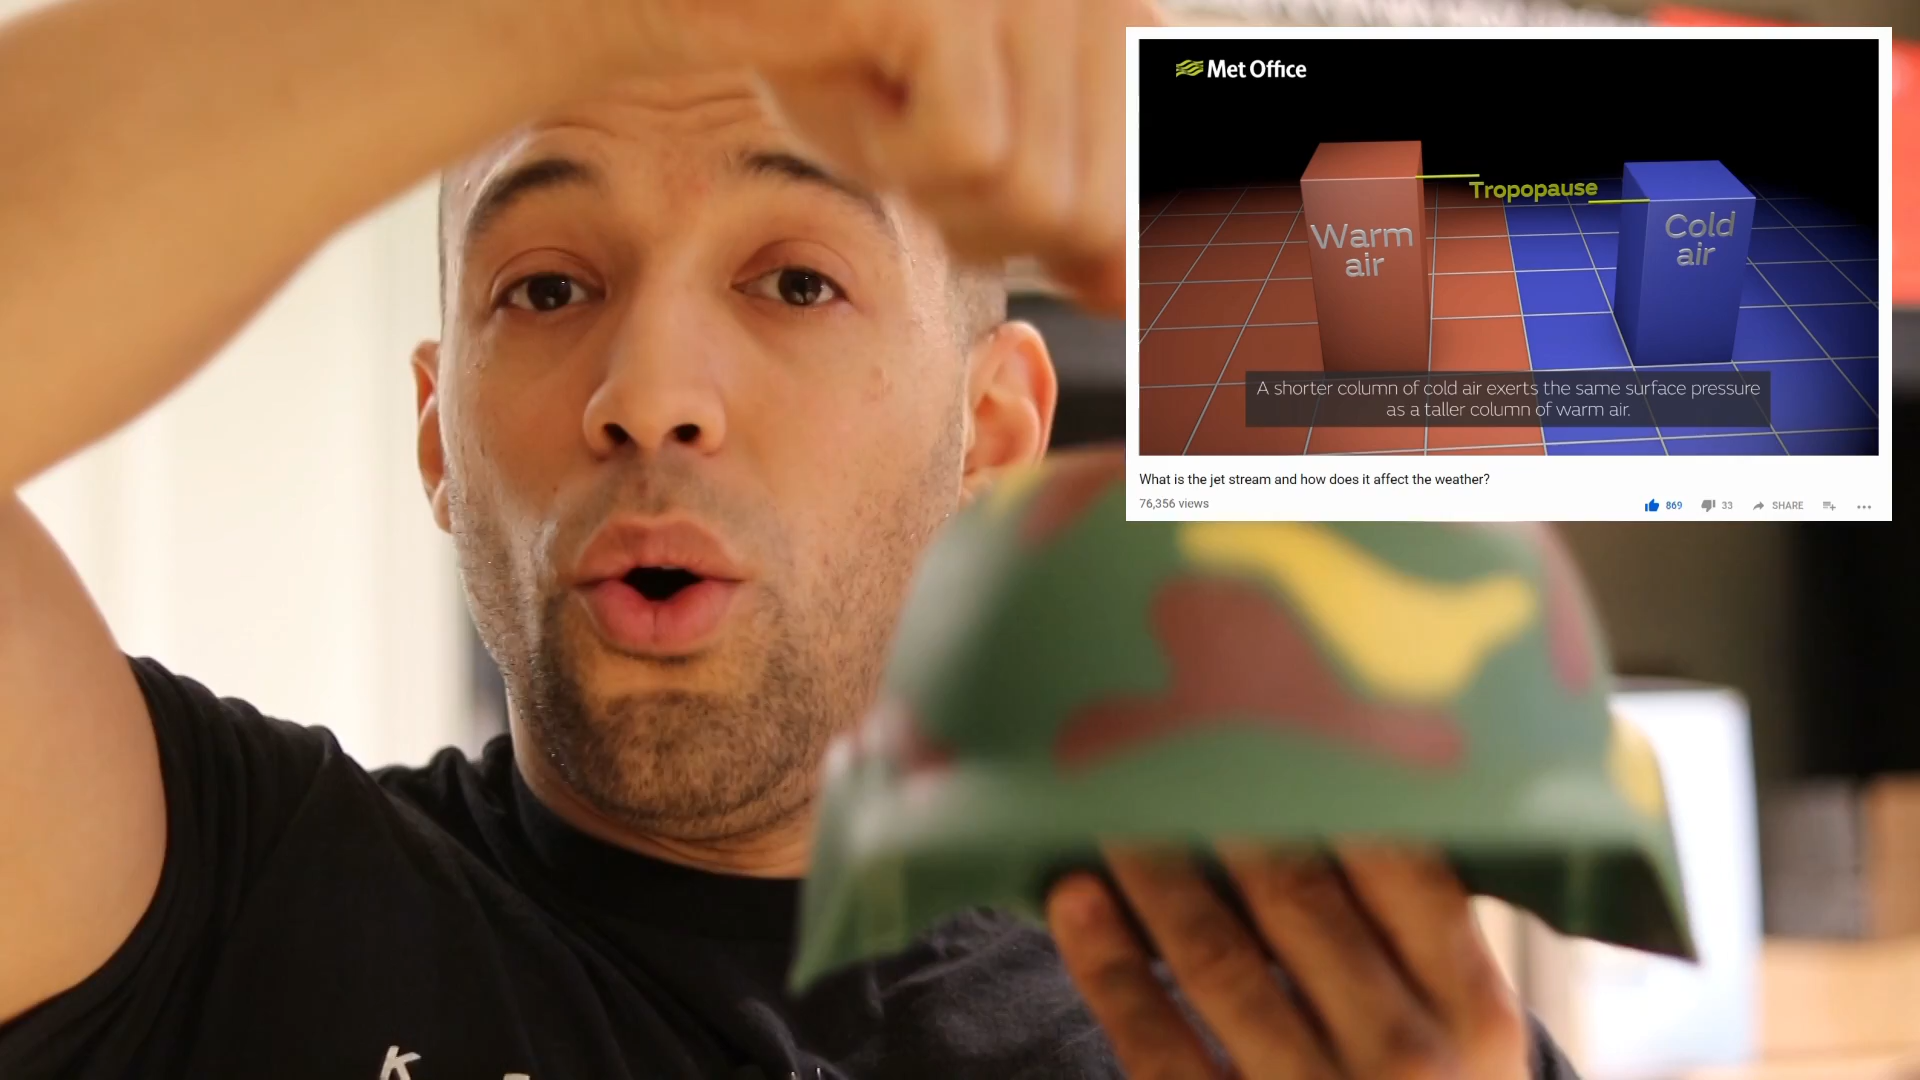 Met Office
Tropopause
Warm
air
Cold
air
A shorter column of cold air exerts the same surface pressure
as a taller column of warm air.
What is the jet stream and how does it affect the weather?
76,356 views
869
33
SHARE
K